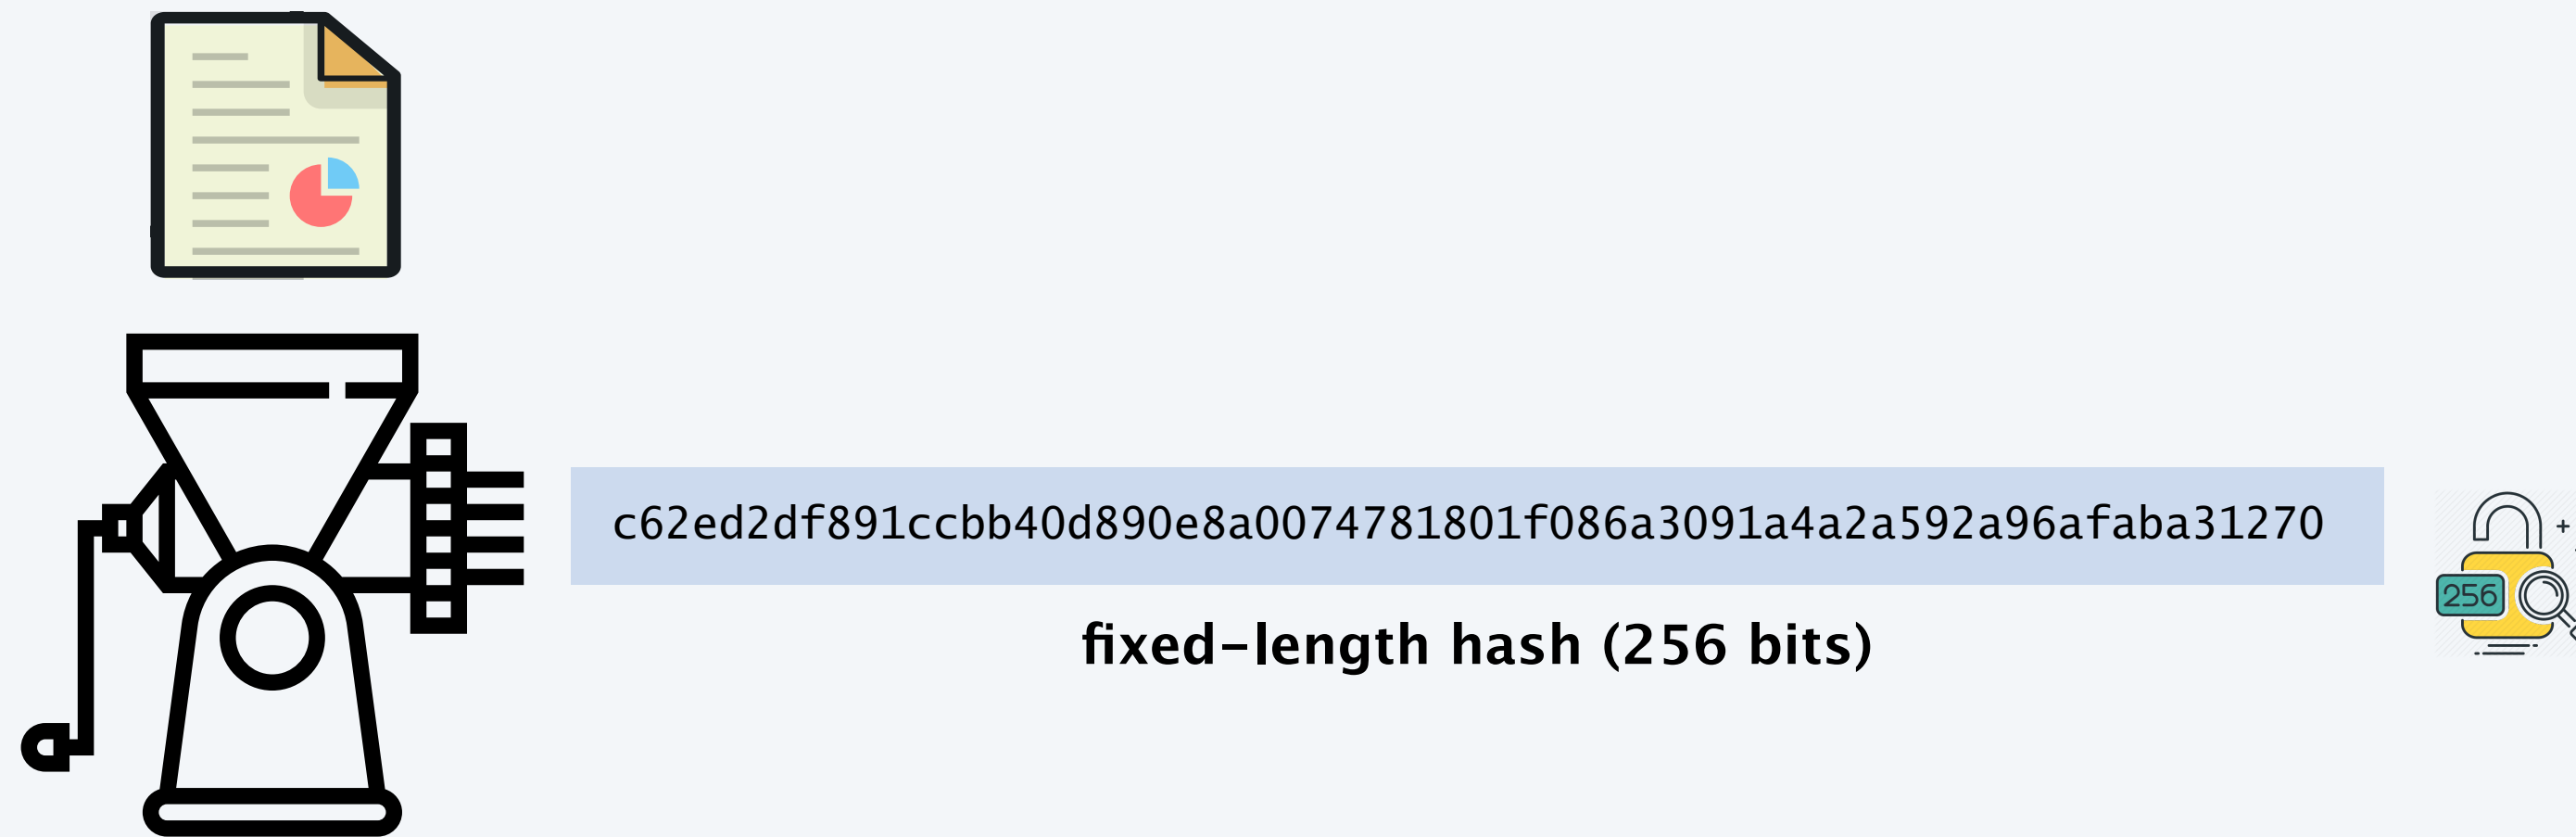 c62ed2df891ccbb40d890e8a0074781801f086a3091a4a2a592a96afaba31270
256
fixed-length hash (256 bits)